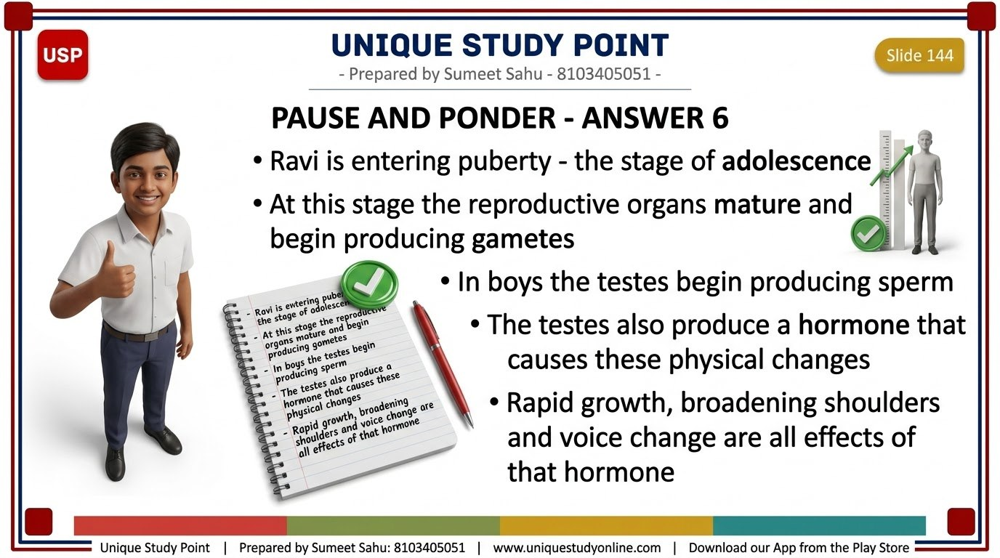 USP
UNIQUE STUDY POINT
- Prepared by Sumeet Sahu - 8103405051 -
Slide 144
PAUSE AND PONDER - ANSWER 6
• Ravi is entering puberty - the stage of adolescence
• At this stage the reproductive organs mature and
begin producing gametes
• In boys the testes begin producing sperm
• The testes also produce a hormone that
causes these physical changes
• Rapid growth, broadening shoulders
and voice change are all effects of
that hormone
- Ravi is entering
the stage of
- At this stage the reproductive
organs mature and begin
producing gametes
- In boys the testes begin
producing sperm
- The testes also produce a
hormone that causes these
physical changes
- Rapid growth, broadening
shoulders and voice change are
all effects of that hormone
Unique Study Point | Prepared by Sumeet Sahu: 8103405051 | www.uniquestudyonline.com | Download our App from the Play Store